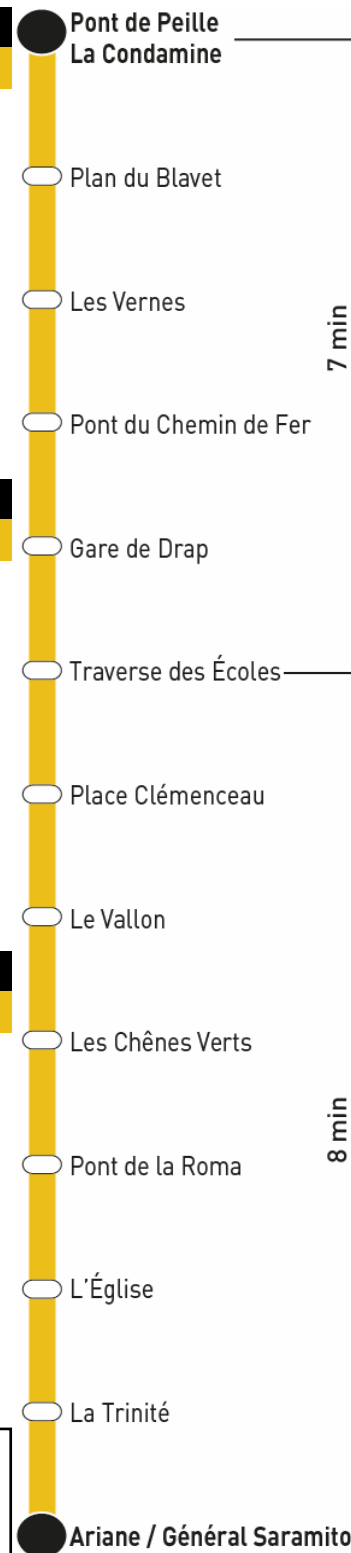 Pont de Peille
La Condamine
Plan du Blavet
Les Vernes
7 min
Pont du Chemin de Fer
Gare de Drap
Traverse des Écoles
Place Clémenceau
Le Vallon
Les Chênes Verts
8 min
Pont de la Roma
L'Église
La Trinité
Ariane / Général Saramito